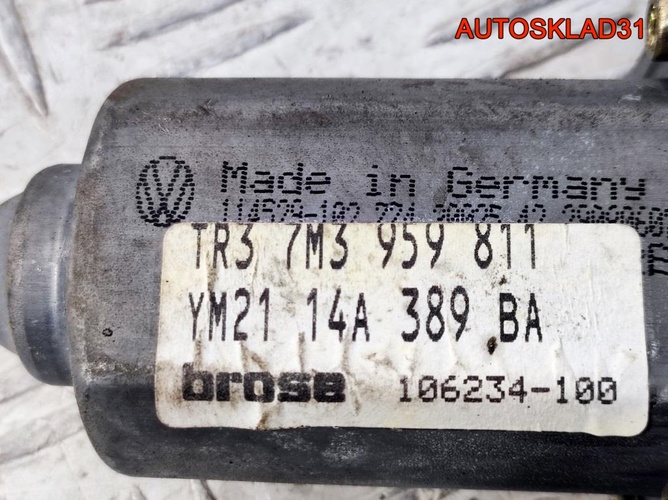 AUTOSKLAD31
Made in Germany
TR3 7M3 959 811
YM21 14A 389 BA
brose 106234-100